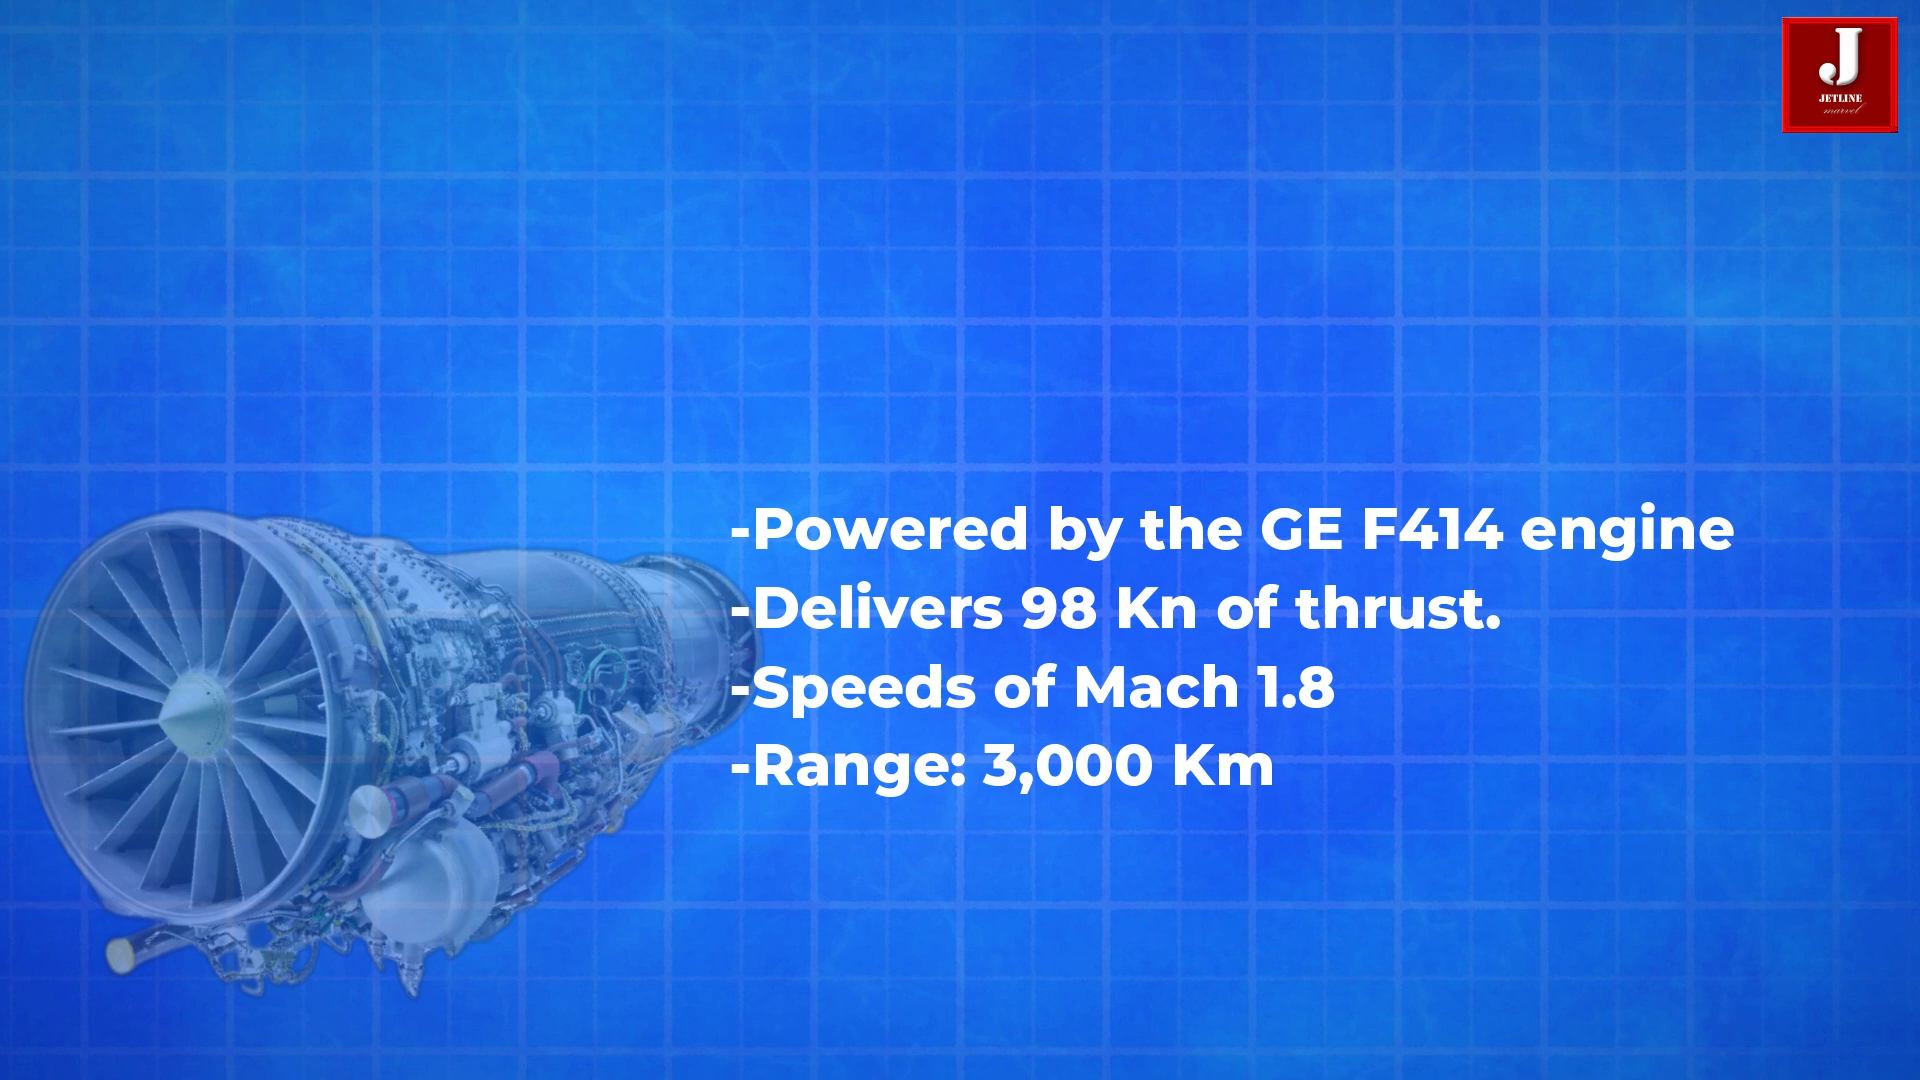 J
JETLINE
marvel
-Powered by the GE F414 engine
-Delivers 98 Kn of thrust.
-Speeds of Mach 1.8
-Range: 3,000 Km